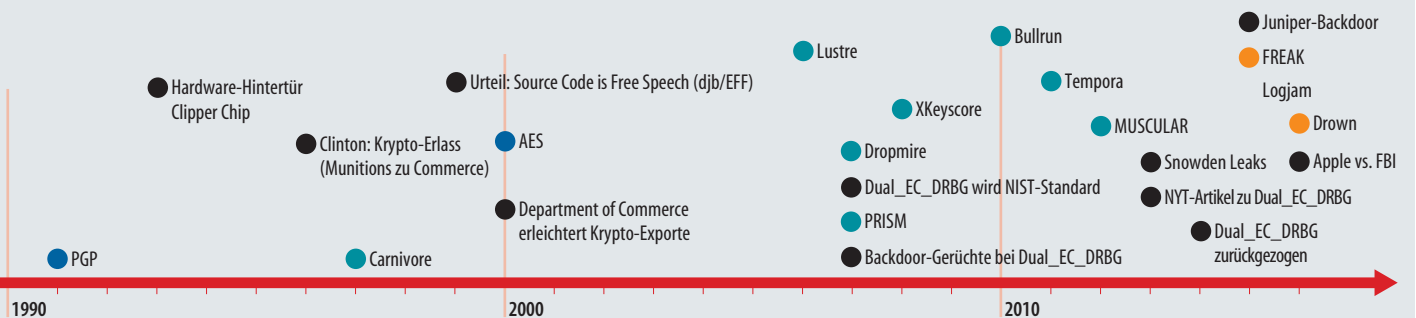 Juniper-Backdoor
Bullrun
Lustre
FREAK
Logjam
Hardware-Hintertür
Clipper Chip
Urteil: Source Code is Free Speech (djb/EFF)
Tempora
XKeyscore
MUSCULAR
Drown
Clinton: Krypto-Erlass
(Munitions zu Commerce)
AES
Dropmire
Snowden Leaks
Apple vs. FBI
Dual_EC_DRBG wird NIST-Standard
NYT-Artikel zu Dual_EC_DRBG
Department of Commerce
erleichtert Krypto-Exporte
PRISM
Dual_EC_DRBG
zurückgezogen
PGP
Carnivore
Backdoor-Gerüchte bei Dual_EC_DRBG
1990
2000
2010